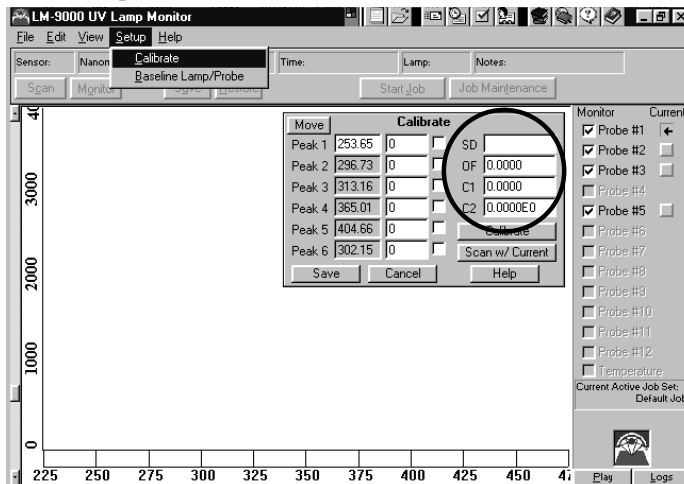 LM-9000 UV Lamp Monitor
File Edit View Setup Help
Calibrate
Baseline Lamp/Probe
Sensor: Time: Lamp: Notes:
Scan Monitor Restore Start Job Job Maintenance
Monitor Current
Probe #1
Probe #2
Probe #3
Probe #4
Probe #5
Probe #6
Probe #7
Probe #8
Probe #9
Probe #10
Probe #11
Probe #12
Temperature
Current Active Job Set:
Default Job
Play Logs
Move Calibrate
Peak 1 253.65 0 SD
Peak 2 296.73 0 OF 0.0000
Peak 3 313.16 0 C1 0.0000
Peak 4 365.01 0 C2 0.0000E0
Peak 5 404.66 0 Calibrate
Peak 6 302.15 0 Scan w/ Current
Save Cancel Help
3000
2000
1000
0
225 250 275 300 325 350 375 400 425 450